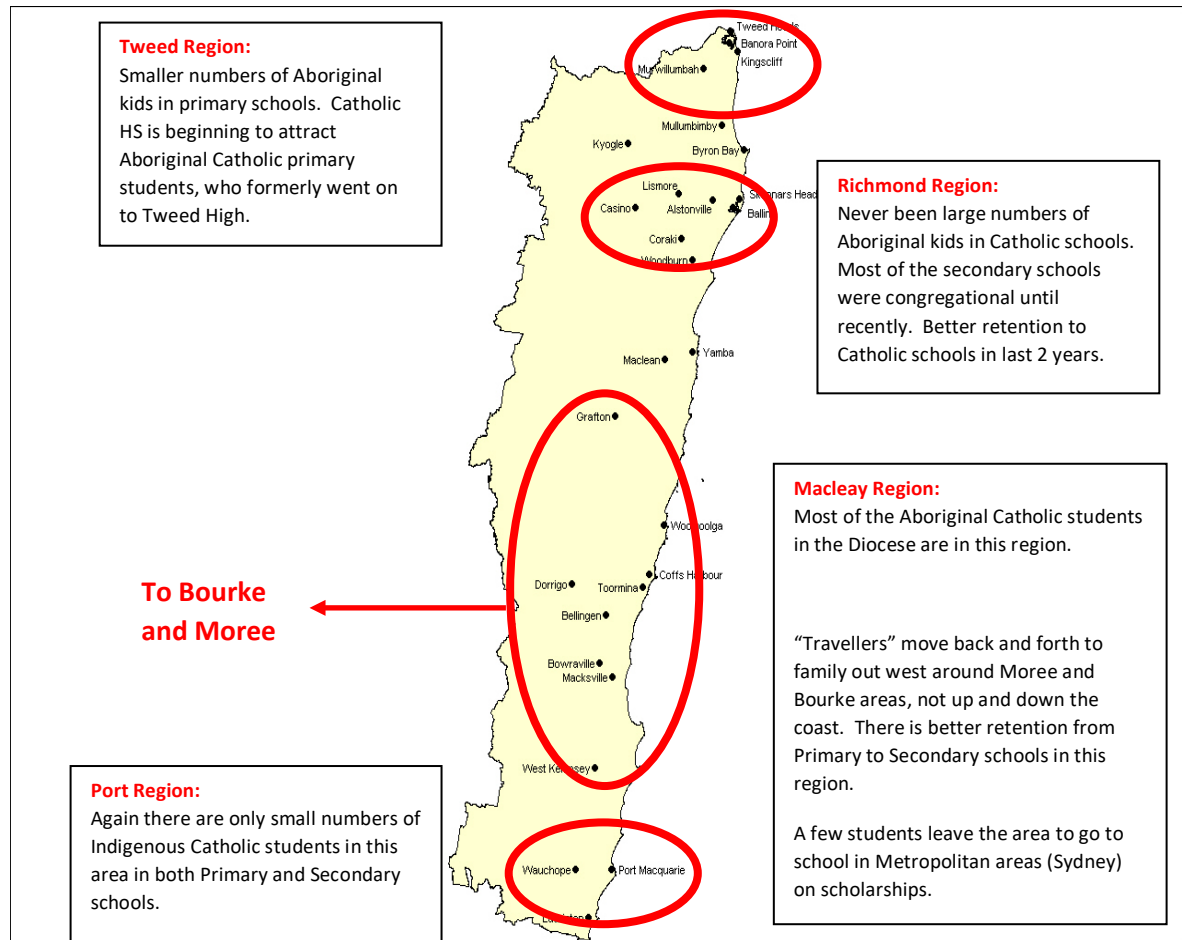 Tweed Region:
Smaller numbers of Aboriginal
kids in primary schools. Catholic
HS is beginning to attract
Aboriginal Catholic primary
students, who formerly went on
to Tweed High.
Tweed Heads
Banora Point
Kingscliff
Murwillumbah
Mullumbimby
Kyogle
Byron Bay
Lismore
Skennars Head
Casino
Alstonville
Ballina
Coraki
Woodburn
Richmond Region:
Never been large numbers of
Aboriginal kids in Catholic schools.
Most of the secondary schools
were congregational until
recently. Better retention to
Catholic schools in last 2 years.
Yamba
Maclean
Grafton
Woolgoolga
Coffs Harbour
Dorrigo
Toormina
Bellingen
Bowraville
Macksville
West Kempsey
To Bourke
and Moree
Macleay Region:
Most of the Aboriginal Catholic students
in the Diocese are in this region.
“Travellers” move back and forth to
family out west around Moree and
Bourke areas, not up and down the
coast. There is better retention from
Primary to Secondary schools in this
region.
A few students leave the area to go to
school in Metropolitan areas (Sydney)
on scholarships.
Port Region:
Again there are only small numbers of
Indigenous Catholic students in this
area in both Primary and Secondary
schools.
Wauchope
Port Macquarie